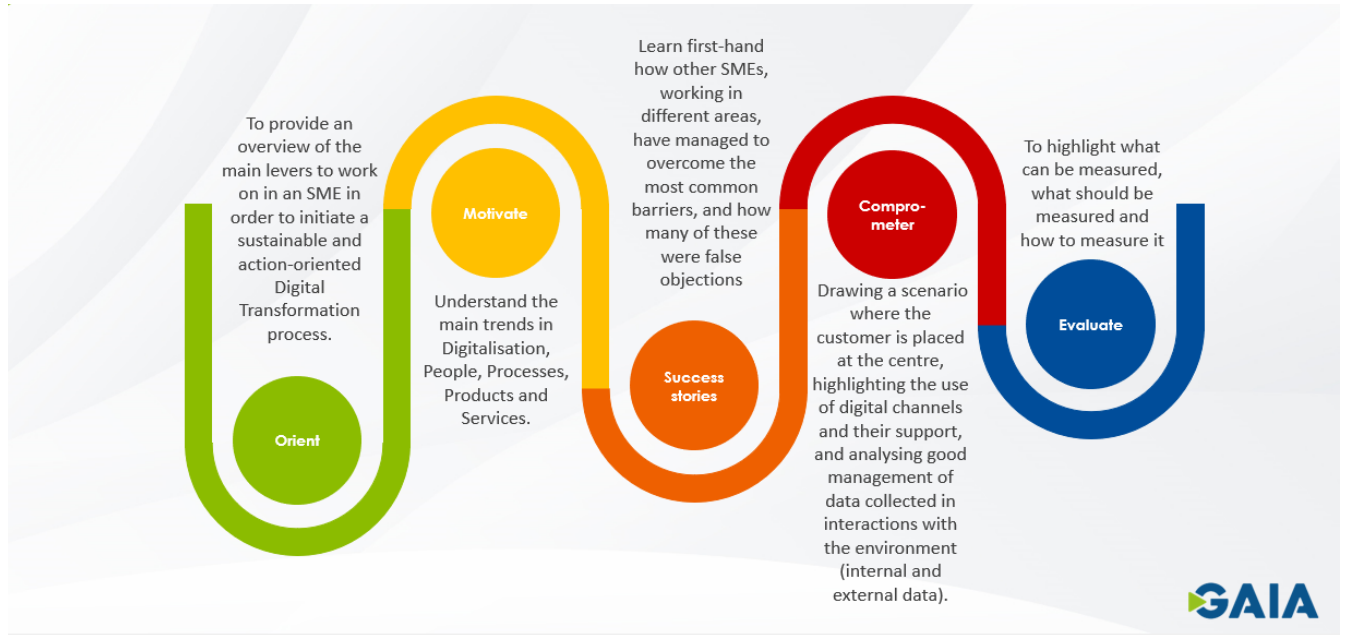 To provide an
overview of the
main levers to work
on in an SME in
order to initiate a
sustainable and
action-oriented
Digital
Transformation
process.
Orient
Motivate
Understand the
main trends in
Digitalisation,
People, Processes,
Products and
Services.
Learn first-hand
how other SMEs,
working in
different areas,
have managed to
overcome the
most common
barriers, and how
many of these
were false
objections
Success
stories
Compro-
meter
Drawing a scenario
where the
customer is placed
at the centre,
highlighting the use
of digital channels
and their support,
and analysing good
management of
data collected in
interactions with
the environment
(internal and
external data).
To highlight what
can be measured,
what should be
measured and
how to measure it
Evaluate
GAIA